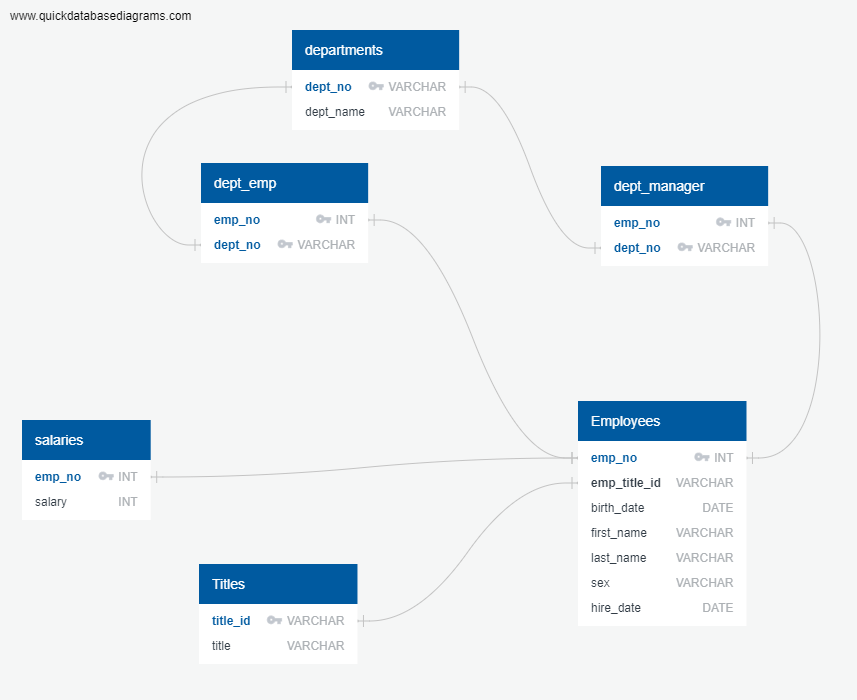 www.quickdatabasediagrams.com
departments
dept_no VARCHAR
dept_name VARCHAR
dept_emp
emp_no INT
dept_no VARCHAR
dept_manager
emp_no INT
dept_no VARCHAR
salaries
emp_no INT
salary INT
Employees
emp_no INT
emp_title_id VARCHAR
birth_date DATE
first_name VARCHAR
last_name VARCHAR
sex VARCHAR
hire_date DATE
Titles
title_id VARCHAR
title VARCHAR